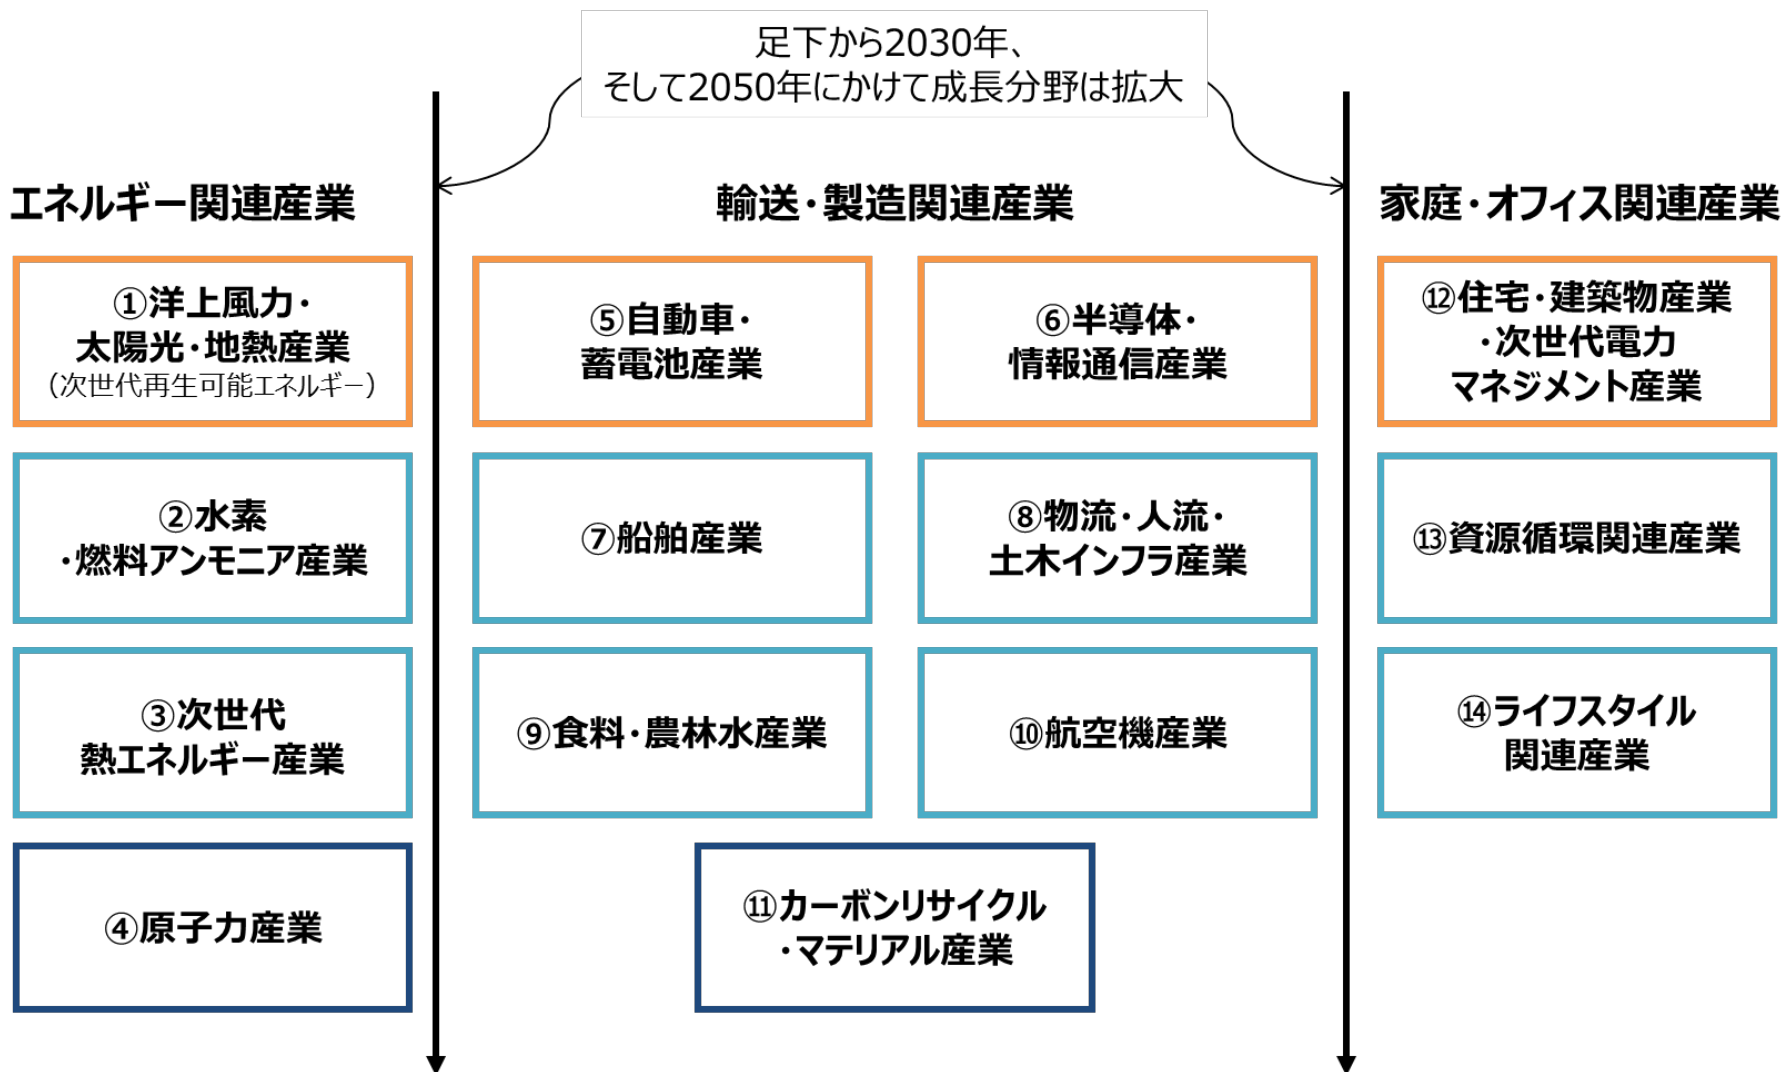 足下から2030年、
そして2050年にかけて成長分野は拡大
エネルギー関連産業
①洋上風力・
太陽光・地熱産業
（次世代再生可能エネルギー）
②水素
・燃料アンモニア産業
③次世代
熱エネルギー産業
④原子力産業
輸送・製造関連産業
⑤自動車・
蓄電池産業
⑥半導体・
情報通信産業
⑦船舶産業
⑧物流・人流・
土木インフラ産業
⑨食料・農林水産業
⑩航空機産業
⑪カーボンリサイクル
・マテリアル産業
家庭・オフィス関連産業
⑫住宅・建築物産業
・次世代電力
マネジメント産業
⑬資源循環関連産業
⑭ライフスタイル
関連産業